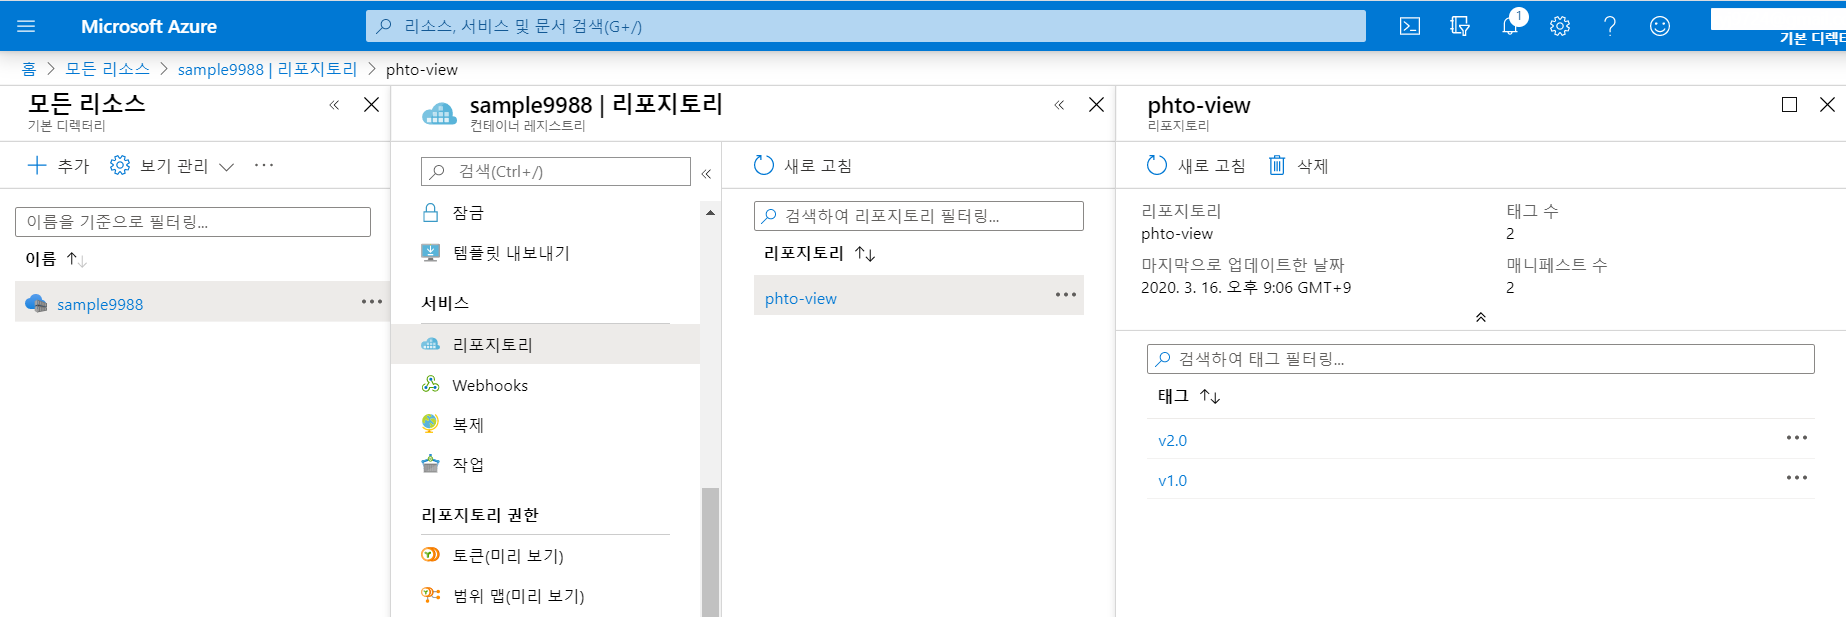 Microsoft Azure
리소스, 서비스 및 문서 검색(G+/)
1
기본 디렉터
홈 > 모든 리소스 > sample9988 | 리포지토리 > phto-view
모든 리소스
기본 디렉터리
추가 보기 관리 ···
이름을 기준으로 필터링...
이름 ↑↓
sample9988 ···
sample9988 | 리포지토리
컨테이너 레지스트리
검색(Ctrl+/)
잠금
템플릿 내보내기
서비스
리포지토리
Webhooks
복제
작업
리포지토리 권한
토큰(미리 보기)
범위 맵(미리 보기)
새로 고침
검색하여 리포지토리 필터링...
리포지토리 ↑↓
phto-view ···
phto-view
리포지토리
새로 고침 삭제
리포지토리
phto-view
태그 수
2
마지막으로 업데이트한 날짜
2020. 3. 16. 오후 9:06 GMT+9
매니페스트 수
2
검색하여 태그 필터링...
태그 ↑↓
v2.0 ···
v1.0 ···